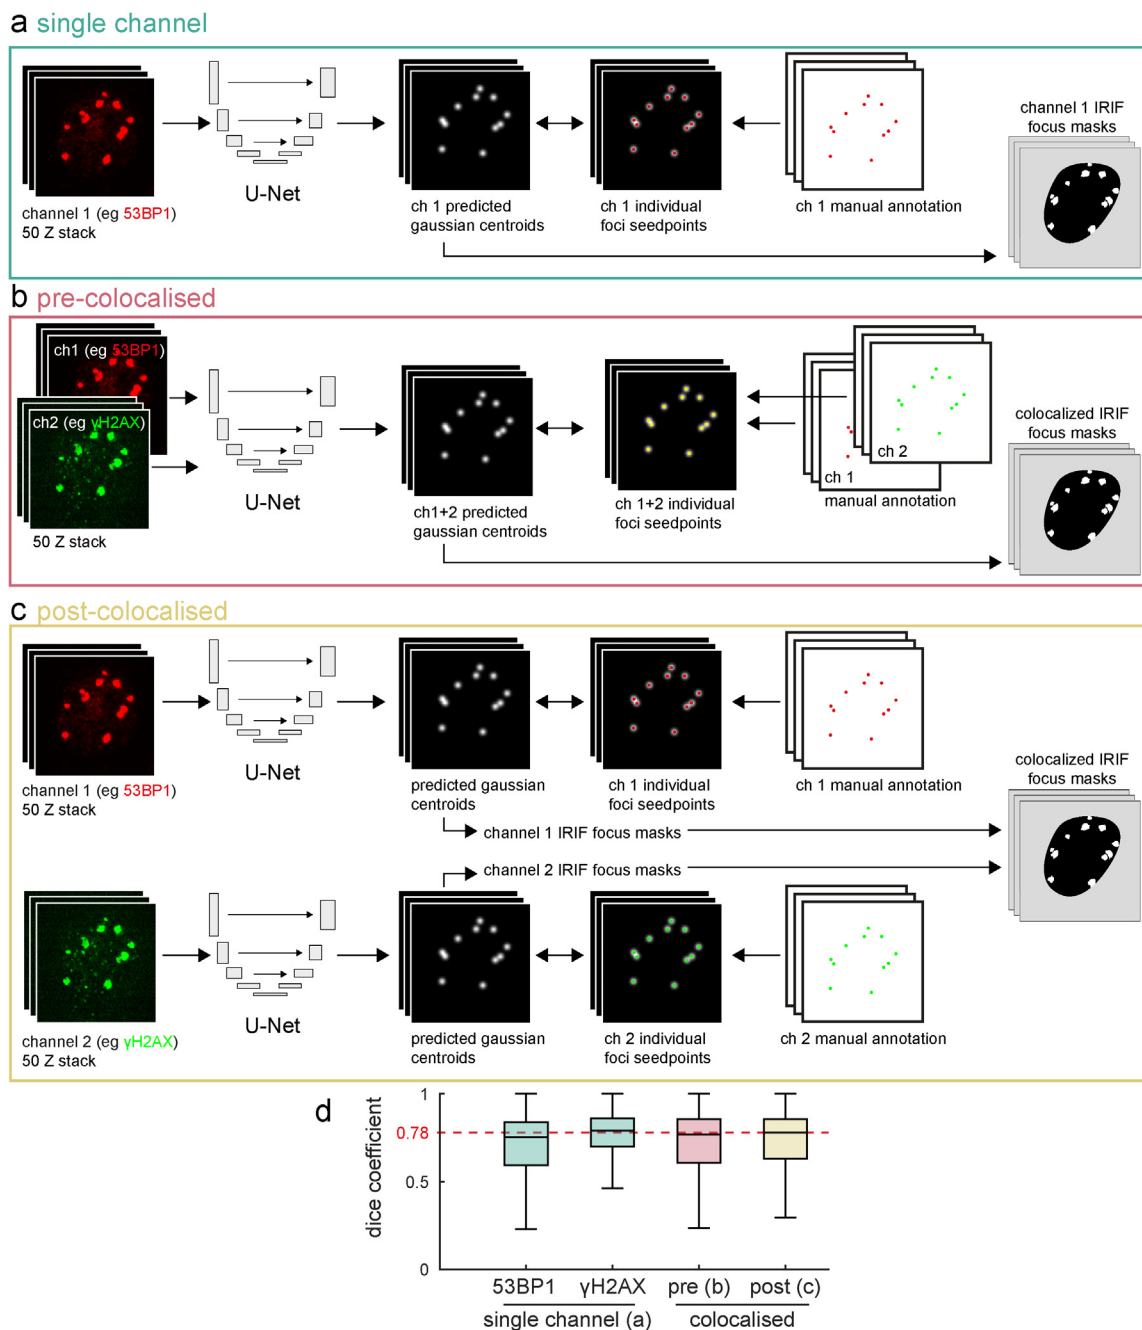 a single channel
channel 1 (eg 53BP1)
50 Z stack
U-Net
ch 1 predicted
gaussian centroids
ch 1 individual
foci seedpoints
ch 1 manual annotation
channel 1 IRIF
focus masks
b pre-colocalised
ch1 (eg 53BP1)
ch2 (eg γH2AX)
50 Z stack
U-Net
ch1+2 predicted
gaussian centroids
ch 1+2 individual
foci seedpoints
ch 1
ch 2
manual annotation
colocalized IRIF
focus masks
c post-colocalised
channel 1 (eg 53BP1)
50 Z stack
U-Net
predicted gaussian
centroids
ch 1 individual
foci seedpoints
ch 1 manual annotation
colocalized IRIF
focus masks
channel 1 IRIF focus masks
channel 2 IRIF focus masks
channel 2 (eg γH2AX)
50 Z stack
U-Net
predicted gaussian
centroids
ch 2 individual
foci seedpoints
ch 2 manual annotation
d
dice coefficient
1
0.78
0.5
0
53BP1 γH2AX pre (b) post (c)
single channel (a) colocalised